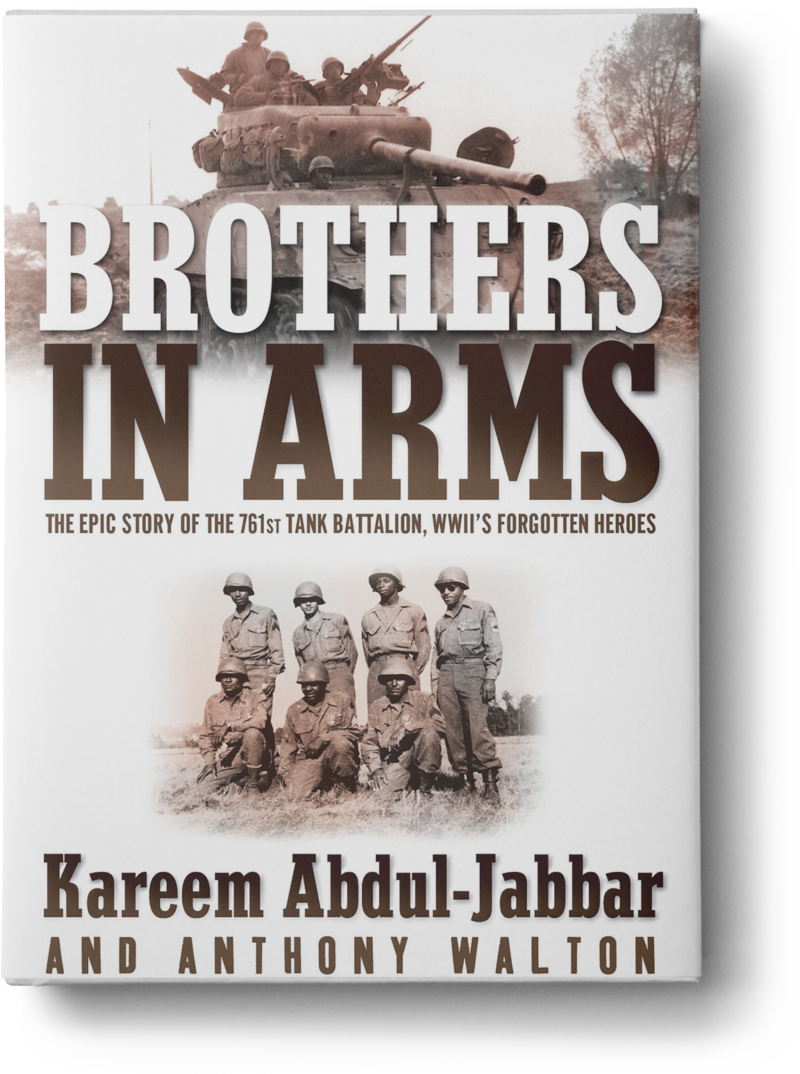 BROTHERS
IN ARMS
THE EPIC STORY OF THE 761ST TANK BATTALION, WWII'S FORGOTTEN HEROES
Kareem Abdul-Jabbar
AND ANTHONY WALTON